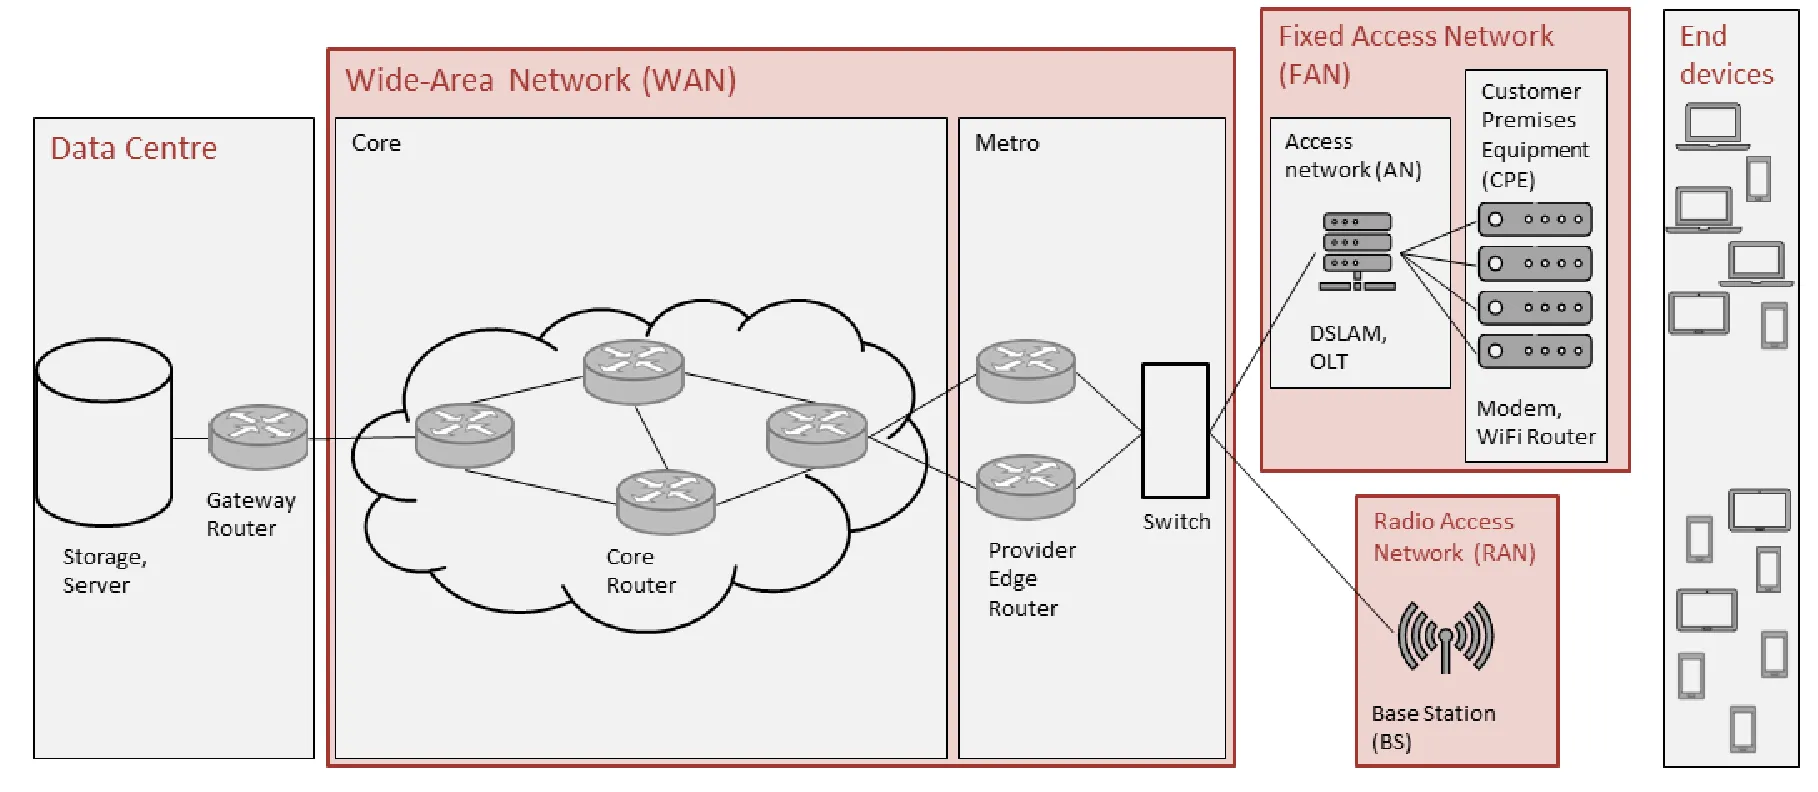 Data Centre
Storage,
Server
Gateway
Router
Wide-Area Network (WAN)
Core
Core
Router
Metro
Provider
Edge
Router
Switch
Fixed Access Network
(FAN)
Access
network (AN)
DSLAM,
OLT
Customer
Premises
Equipment
(CPE)
Modem,
WiFi Router
Radio Access
Network (RAN)
Base Station
(BS)
End
devices